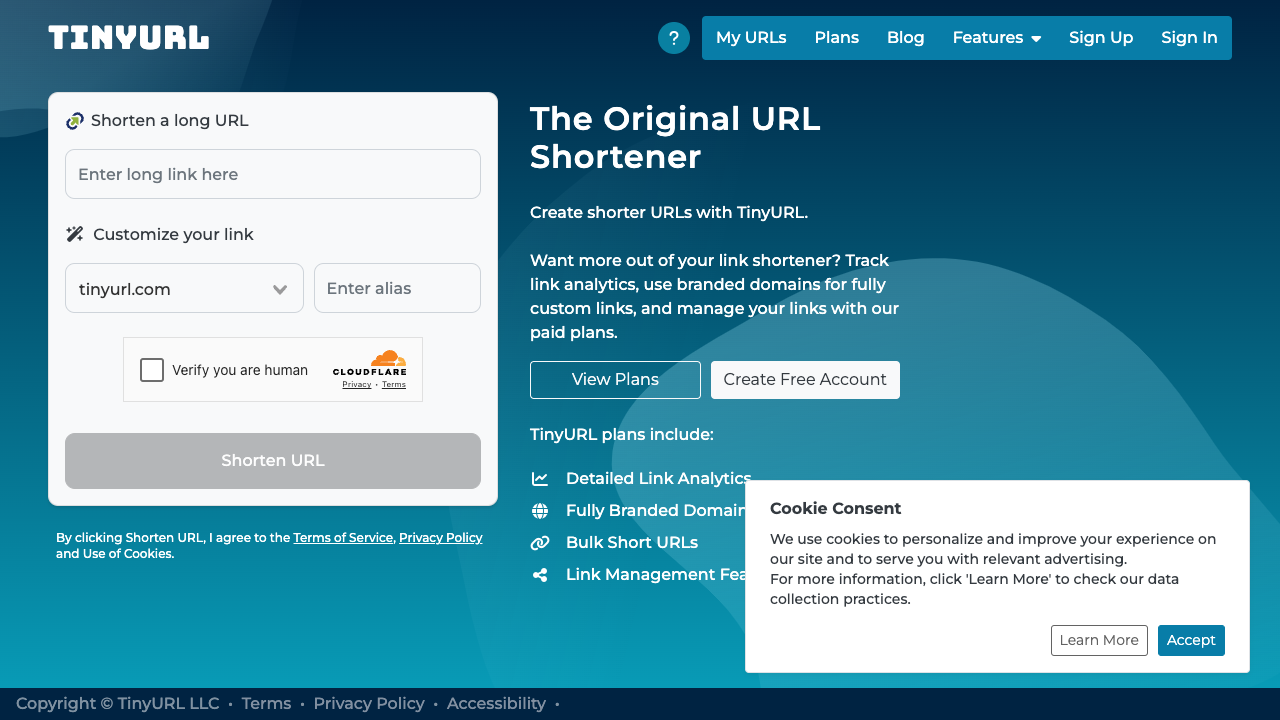 TINYURL
?
My URLs Plans Blog Features Sign Up Sign In
Shorten a long URL
Enter long link here
Customize your link
tinyurl.com
Enter alias
Verify you are human
CLOUDFLARE
Privacy • Terms
Shorten URL
By clicking Shorten URL, I agree to the Terms of Service, Privacy Policy
and Use of Cookies.
The Original URL
Shortener
Create shorter URLs with TinyURL.
Want more out of your link shortener? Track
link analytics, use branded domains for fully
custom links, and manage your links with our
paid plans.
View Plans
Create Free Account
TinyURL plans include:
Detailed Link Analytics
Fully Branded Domain
Bulk Short URLs
Link Management
Cookie Consent
We use cookies to personalize and improve your experience on
our site and to serve you with relevant advertising.
For more information, click 'Learn More' to check our data
collection practices.
Learn More
Accept
Copyright © TinyURL LLC • Terms • Privacy Policy • Accessibility •